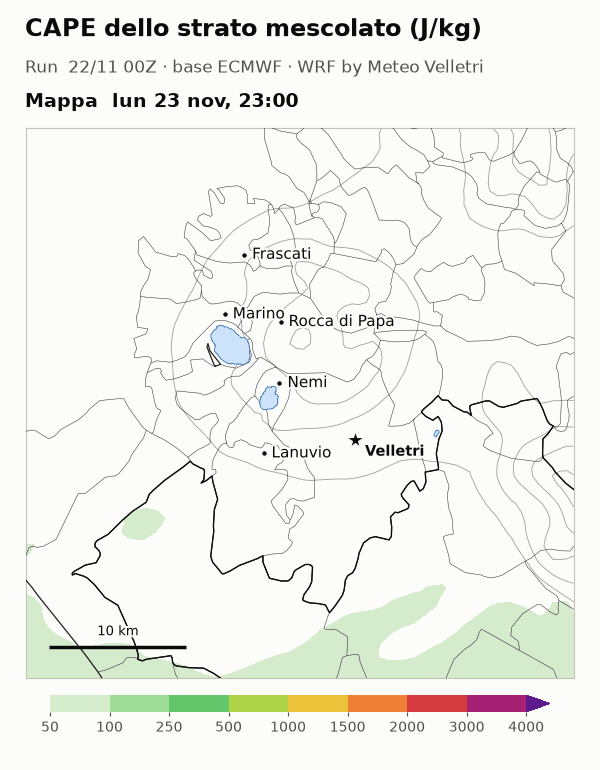 CAPE dello strato mescolato (J/kg)
Run  22/11 00Z · base ECMWF · WRF by Meteo Velletri
Mappa  lun 23 nov, 23:00
Frascati
Marino
Rocca di Papa
Nemi
Velletri
Lanuvio
10 km
50 100 250 500 1000 1500 2000 3000 4000